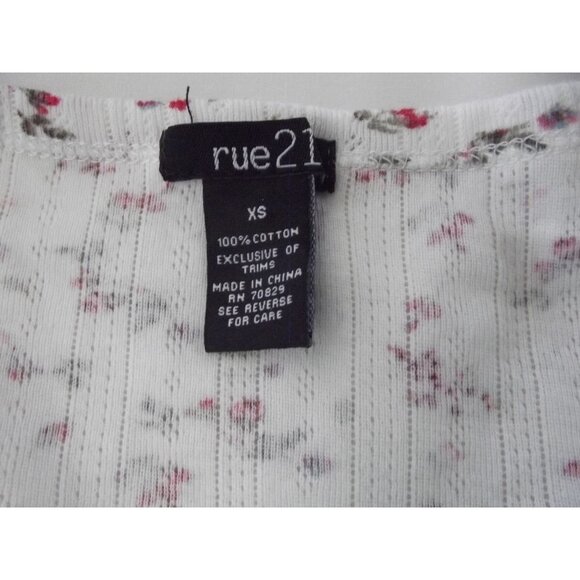 rue21
XS
100% COTTON
EXCLUSIVE OF
TRIMS
MADE IN CHINA
RN 70829
SEE REVERSE
FOR CARE